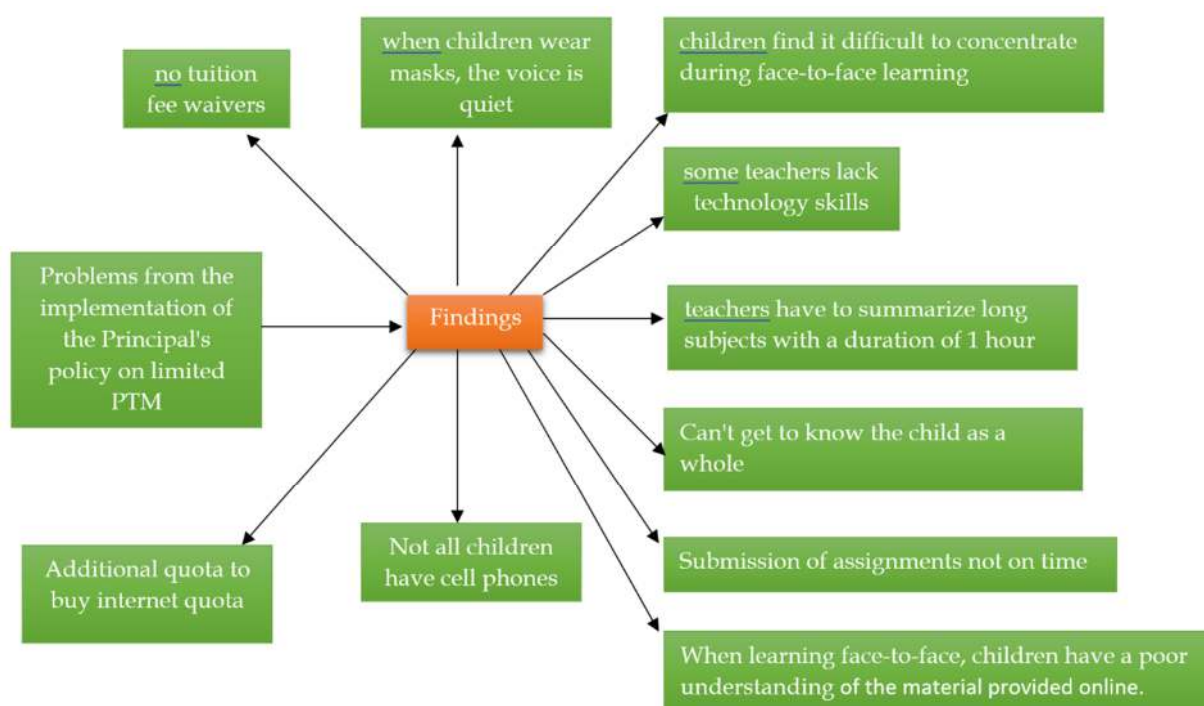 no tuition
fee waivers
when children wear
masks, the voice is
quiet
children find it difficult to concentrate
during face-to-face learning
some teachers lack
technology skills
Problems from the
implementation of
the Principal's
policy on limited
PTM
Findings
teachers have to summarize long
subjects with a duration of 1 hour
Can't get to know the child as a
whole
Additional quota to
buy internet quota
Not all children
have cell phones
Submission of assignments not on time
When learning face-to-face, children have a poor
understanding of the material provided online.